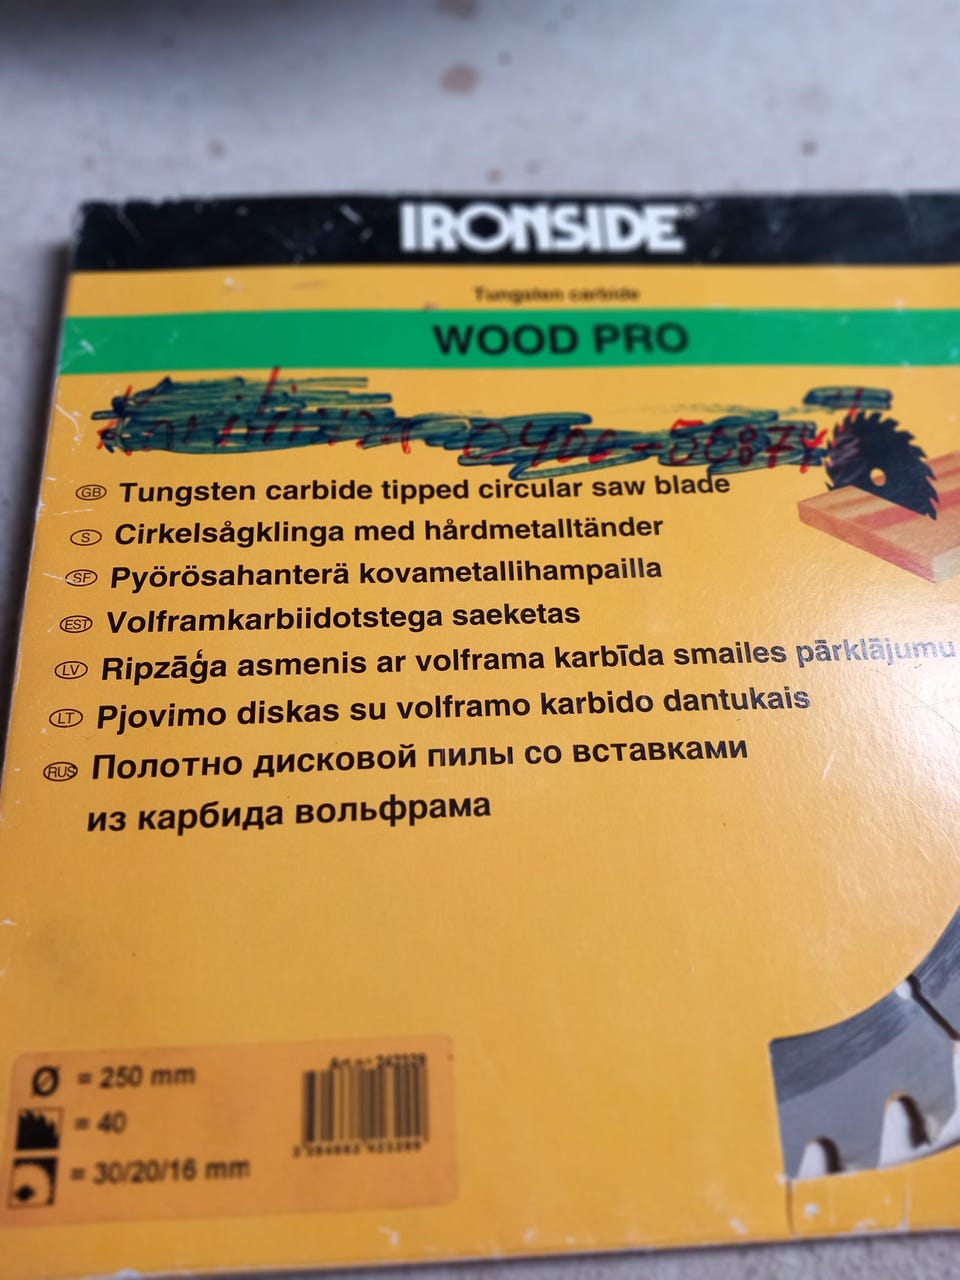 IRONSIDE
Tungsten carbide
WOOD PRO
GB Tungsten carbide tipped circular saw blade
S Cirkelsågklinga med hårdmetalltänder
SF Pyörösahanterä kovametallihampailla
EST Volframkarbiidotstega saeketas
LV Ripzāģa asmenis ar volframa karbīda smailes pārklājumu
LT Pjovimo diskas su volframo karbido dantukais
RUS Полотно дисковой пилы со вставками
из карбида вольфрама
Ø = 250 mm
= 40
= 30/20/16 mm
Art.nr